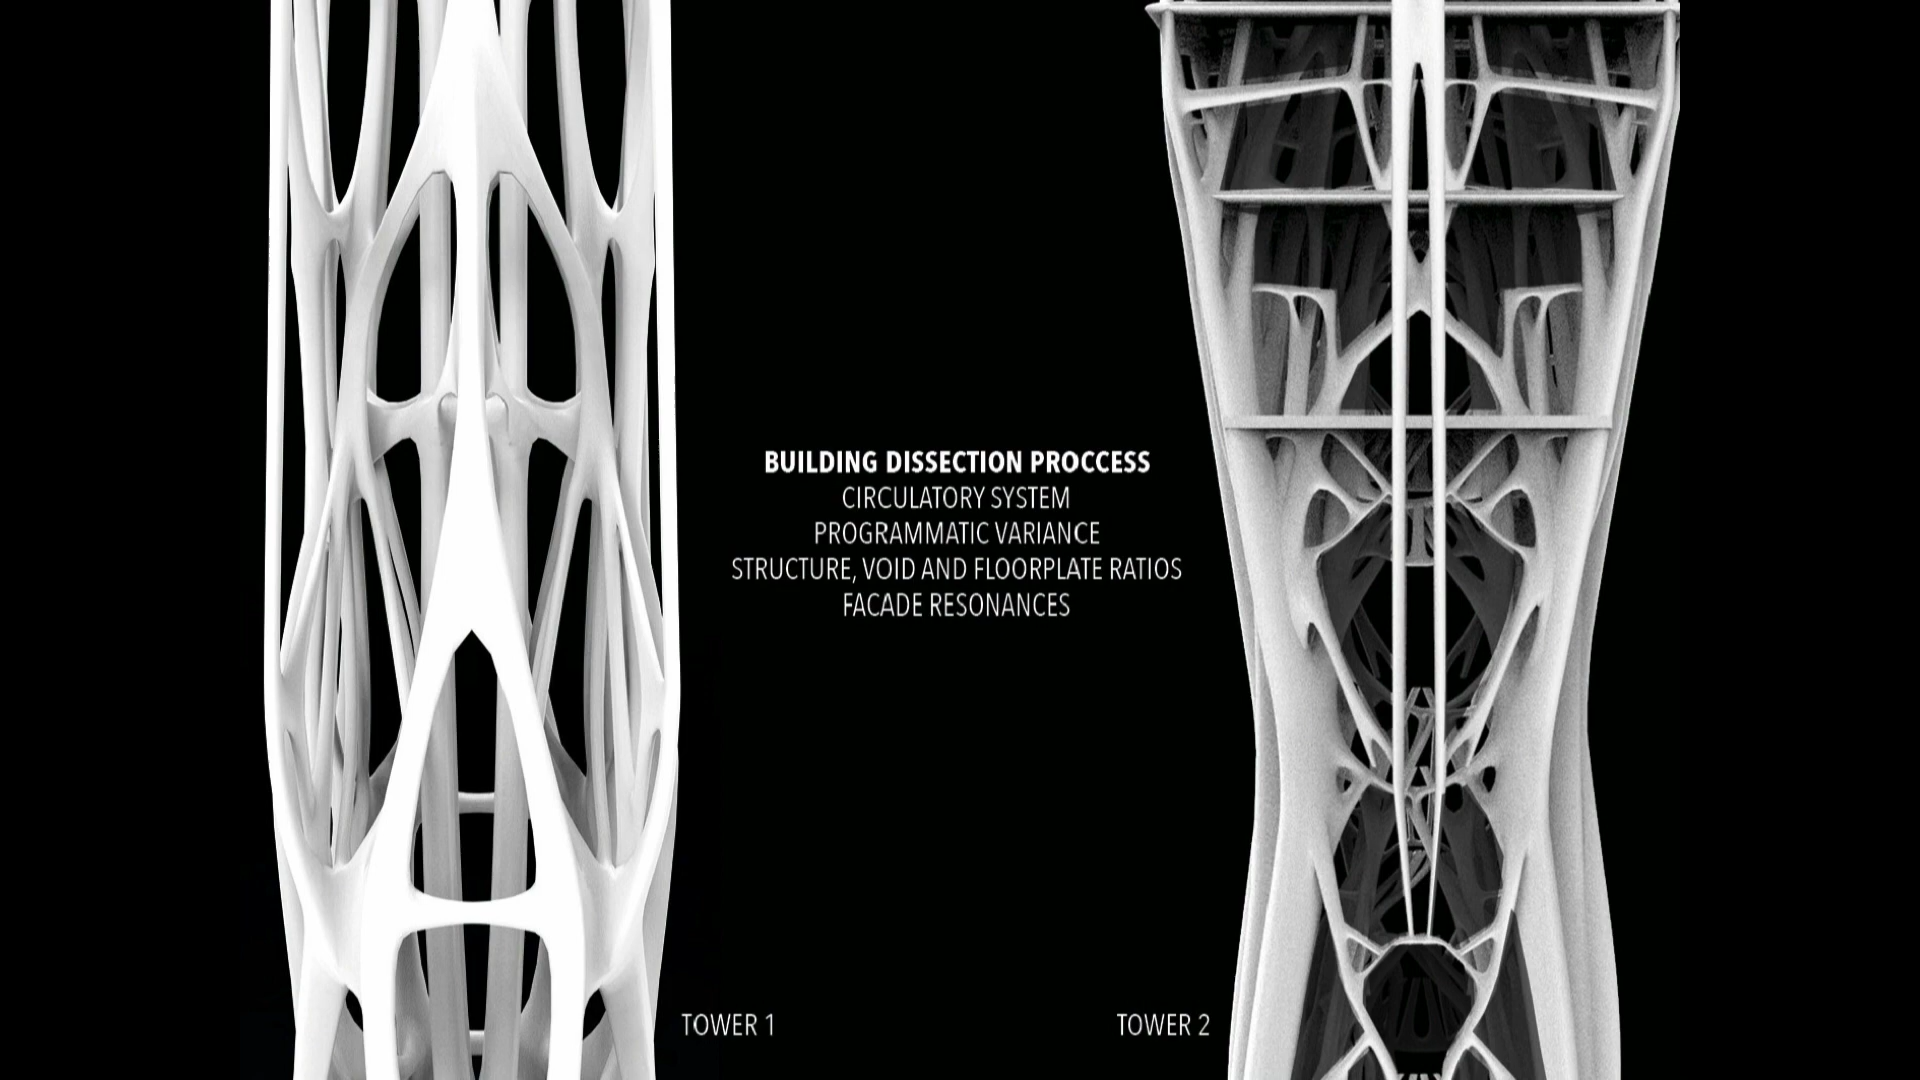 BUILDING DISSECTION PROCCESS
CIRCULATORY SYSTEM
PROGRAMMATIC VARIANCE
STRUCTURE, VOID AND FLOORPLATE RATIOS
FACADE RESONANCES
TOWER 1
TOWER 2